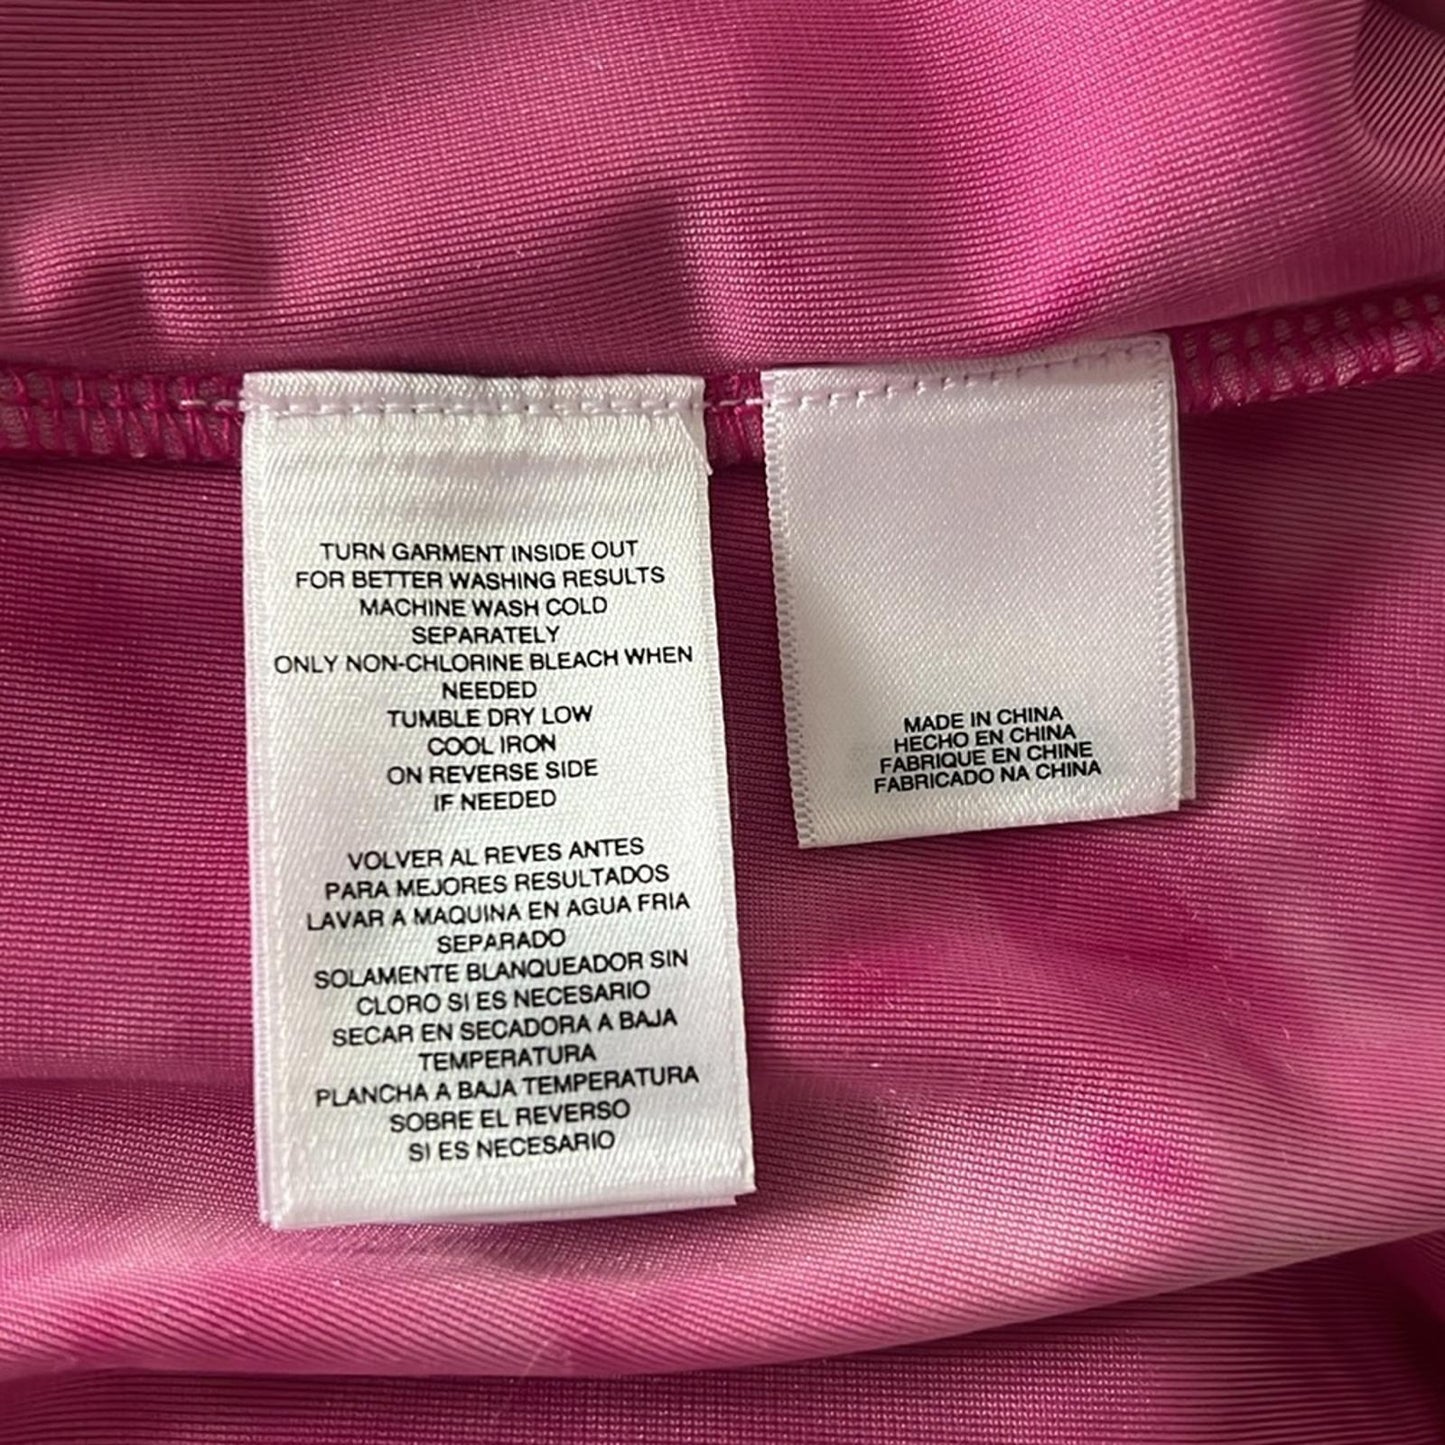 TURN GARMENT INSIDE OUT
FOR BETTER WASHING RESULTS
MACHINE WASH COLD
SEPARATELY
ONLY NON-CHLORINE BLEACH WHEN
NEEDED
TUMBLE DRY LOW
COOL IRON
ON REVERSE SIDE
IF NEEDED
VOLVER AL REVES ANTES
PARA MEJORES RESULTADOS
LAVAR A MAQUINA EN AGUA FRIA
SEPARADO
SOLAMENTE BLANQUEADOR SIN
CLORO SI ES NECESARIO
SECAR EN SECADORA A BAJA
TEMPERATURA
PLANCHA A BAJA TEMPERATURA
SOBRE EL REVERSO
SI ES NECESARIO
MADE IN CHINA
HECHO EN CHINA
FABRIQUE EN CHINE
FABRICADO NA CHINA